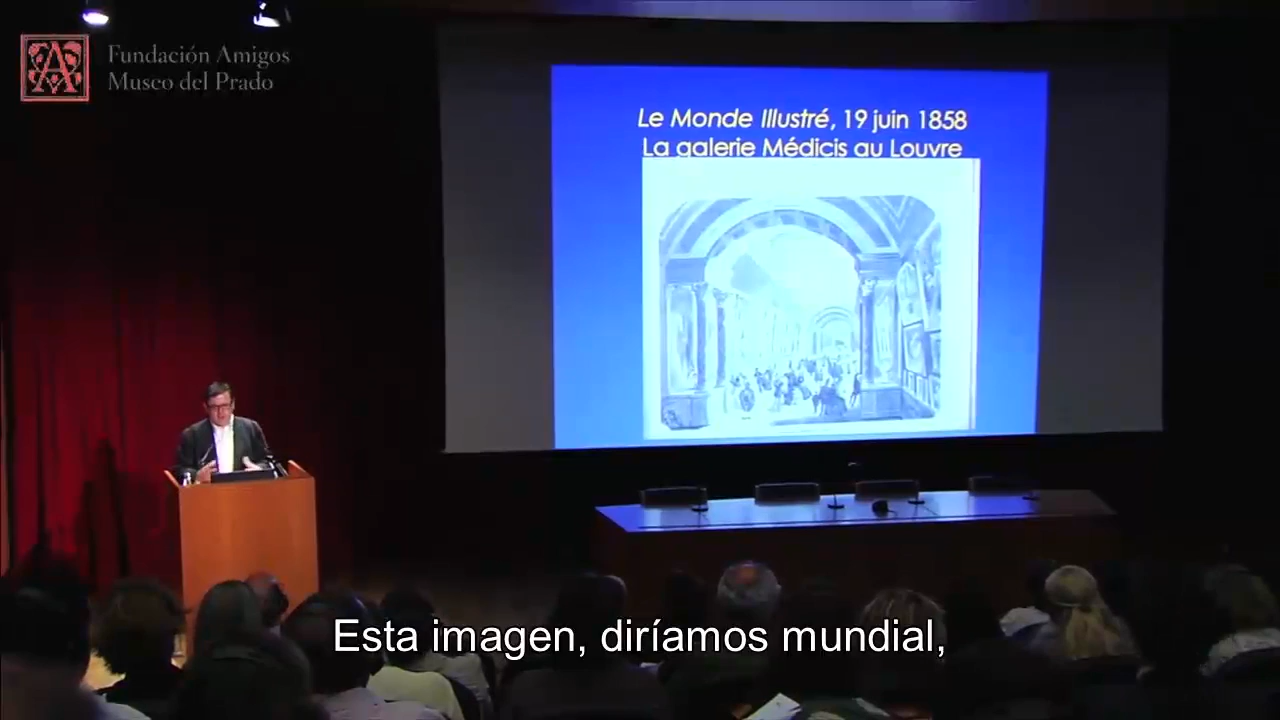 Fundación Amigos
Museo del Prado
Le Monde Illustré, 19 juin 1858
La galerie Médicis au Louvre
Esta imagen, diríamos mundial,